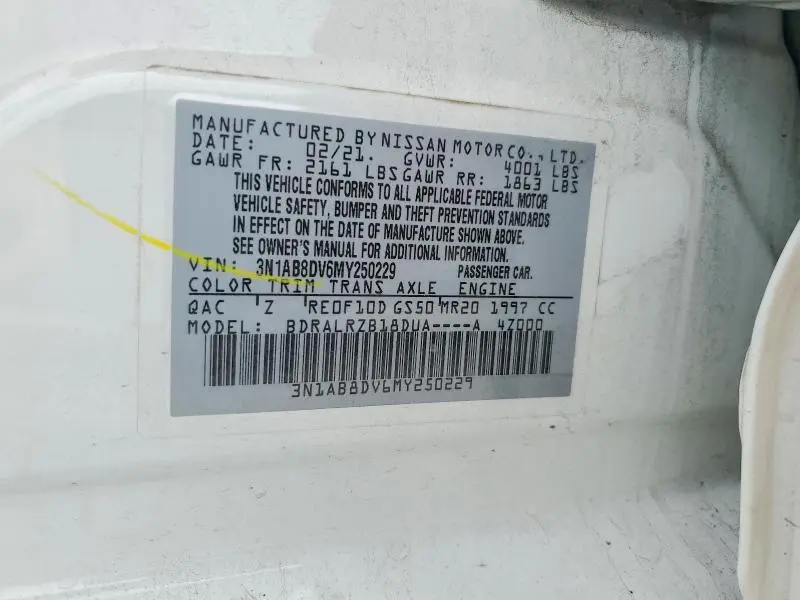 MANUFACTURED BY NISSAN MOTOR CO., LTD.
DATE: 02/21. GVWR: 4001 LBS
GAWR FR: 2161 LBS GAWR RR: 1863 LBS
THIS VEHICLE CONFORMS TO ALL APPLICABLE FEDERAL MOTOR
VEHICLE SAFETY, BUMPER AND THEFT PREVENTION STANDARDS
IN EFFECT ON THE DATE OF MANUFACTURE SHOWN ABOVE.
SEE OWNER'S MANUAL FOR ADDITIONAL INFORMATION.
VIN: 3N1AB8DV6MY250229 PASSENGER CAR.
COLOR TRIM TRANS AXLE ENGINE
QAC Z RE0F10D GS50 MR20 1997 CC
MODEL: BDRALRZB18DUA----A 4Z000
3N1AB8DV6MY250229